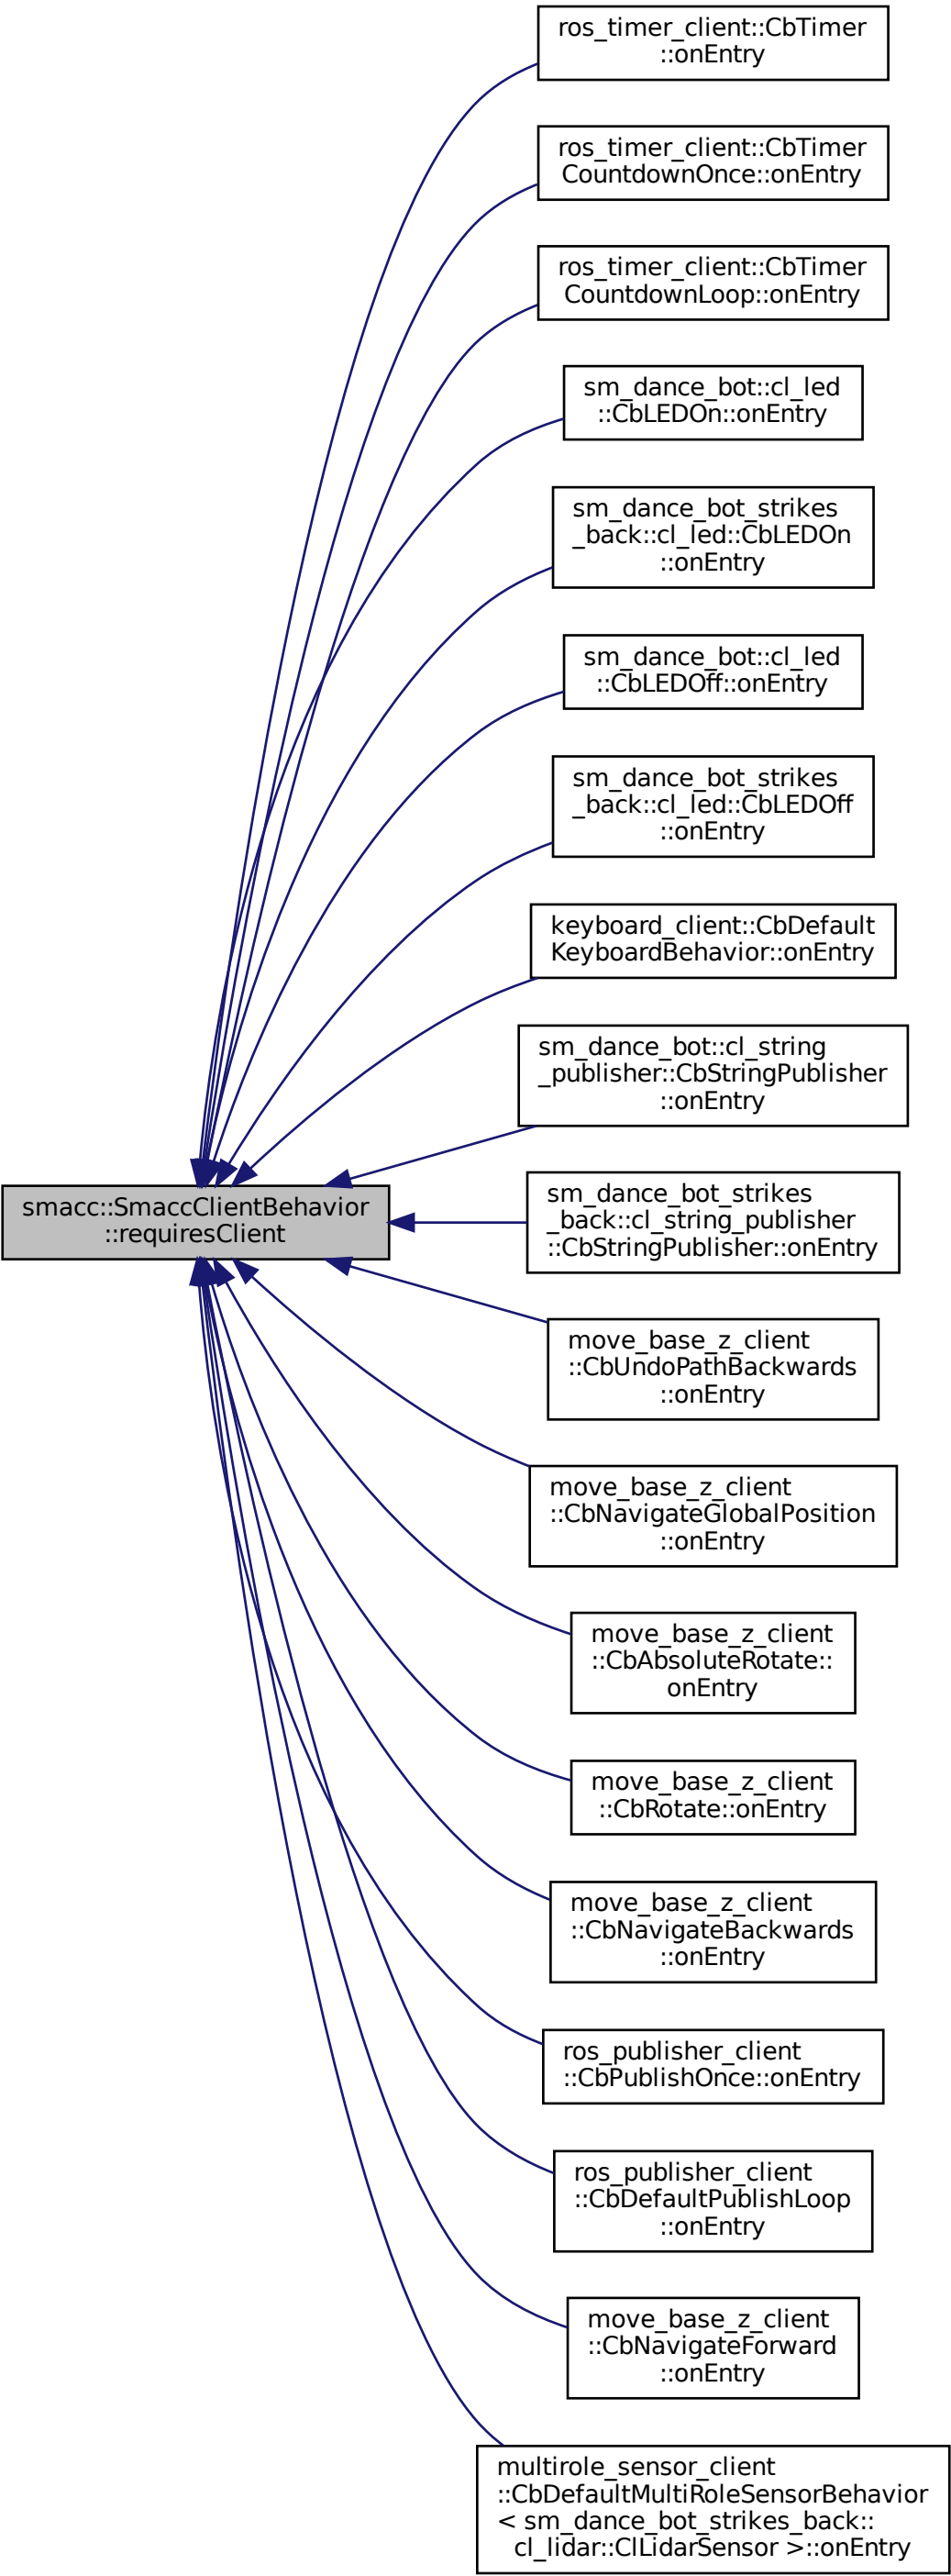 ros_timer_client::CbTimer
::onEntry
ros_timer_client::CbTimer
CountdownOnce::onEntry
ros_timer_client::CbTimer
CountdownLoop::onEntry
sm_dance_bot::cl_led
::CbLEDOn::onEntry
sm_dance_bot_strikes
_back::cl_led::CbLEDOn
::onEntry
sm_dance_bot::cl_led
::CbLEDOff::onEntry
sm_dance_bot_strikes
_back::cl_led::CbLEDOff
::onEntry
keyboard_client::CbDefault
KeyboardBehavior::onEntry
sm_dance_bot::cl_string
_publisher::CbStringPublisher
::onEntry
smacc::SmaccClientBehavior
::requiresClient
sm_dance_bot_strikes
_back::cl_string_publisher
::CbStringPublisher::onEntry
move_base_z_client
::CbUndoPathBackwards
::onEntry
move_base_z_client
::CbNavigateGlobalPosition
::onEntry
move_base_z_client
::CbAbsoluteRotate::
onEntry
move_base_z_client
::CbRotate::onEntry
move_base_z_client
::CbNavigateBackwards
::onEntry
ros_publisher_client
::CbPublishOnce::onEntry
ros_publisher_client
::CbDefaultPublishLoop
::onEntry
move_base_z_client
::CbNavigateForward
::onEntry
multirole_sensor_client
::CbDefaultMultiRoleSensorBehavior
< sm_dance_bot_strikes_back::
cl_lidar::ClLidarSensor >::onEntry